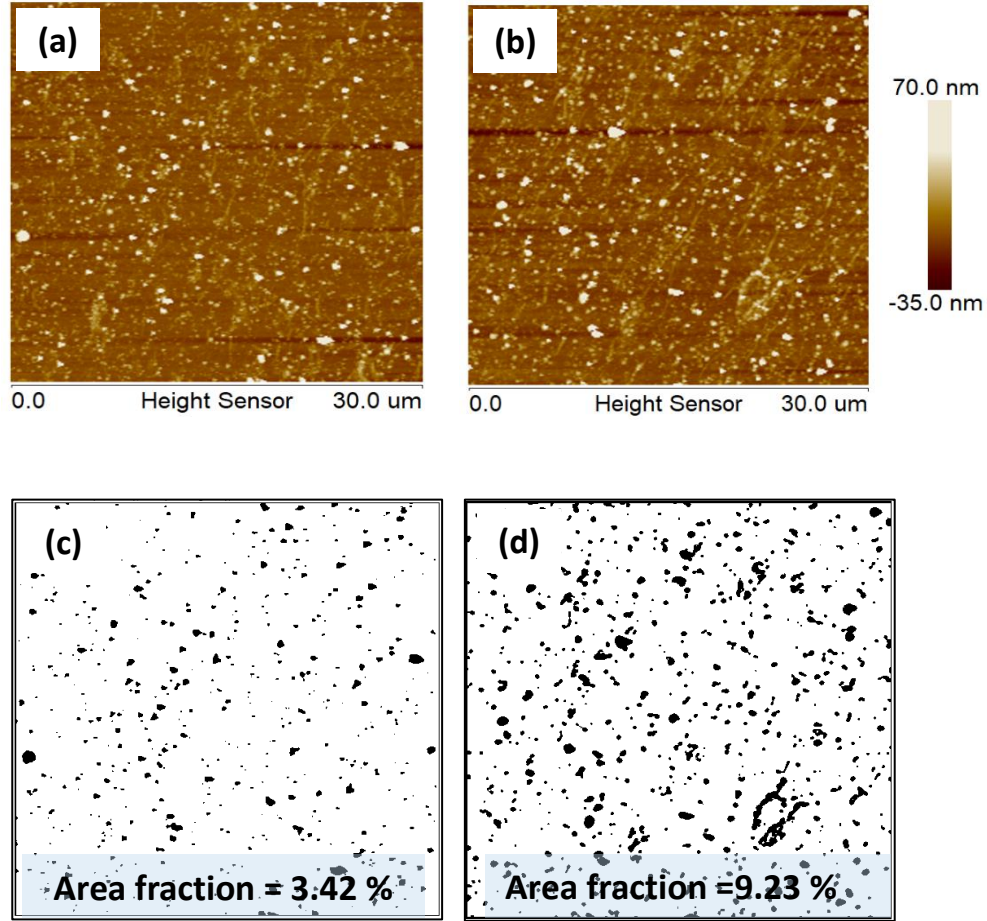 (a)
(b)
70.0 nm
-35.0 nm
0.0 Height Sensor 30.0 um
0.0 Height Sensor 30.0 um
(c)
(d)
Area fraction = 3.42 %
Area fraction =9.23 %